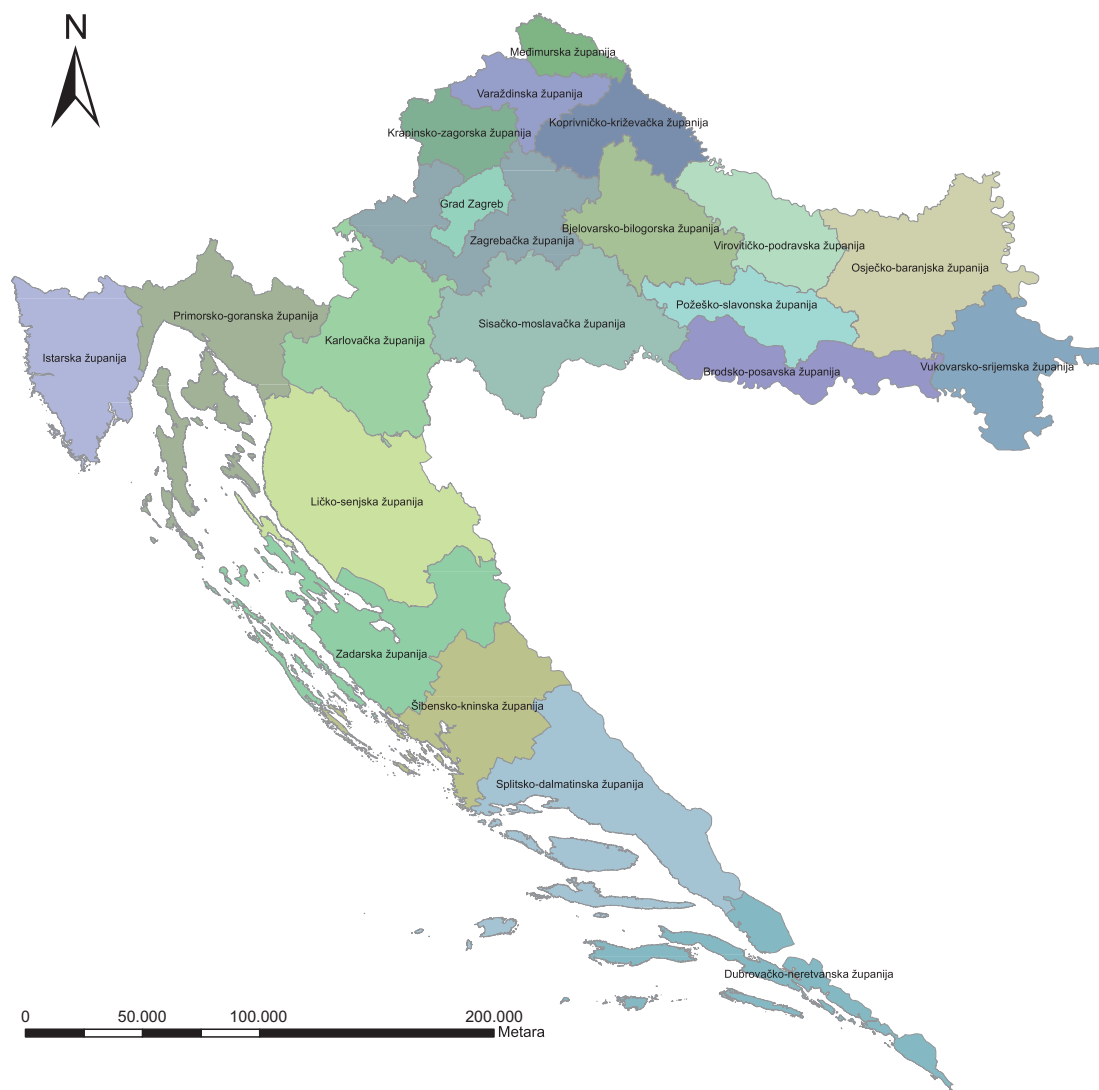 N
Međimurska županija
Varaždinska županija
Koprivničko-križevačka županija
Krapinsko-zagorska županija
Grad Zagreb
Bjelovarsko-bilogorska županija
Zagrebačka županija
Virovitičko-podravska županija
Osječko-baranjska županija
Požeško-slavonska županija
Primorsko-goranska županija
Sisačko-moslavačka županija
Karlovačka županija
Istarska županija
Vukovarsko-srijemska županija
Brodsko-posavska županija
Ličko-senjska županija
Zadarska županija
Šibensko-kninska županija
Splitsko-dalmatinska županija
Dubrovačko-neretvanska županija
0 50.000 100.000 200.000
Metara